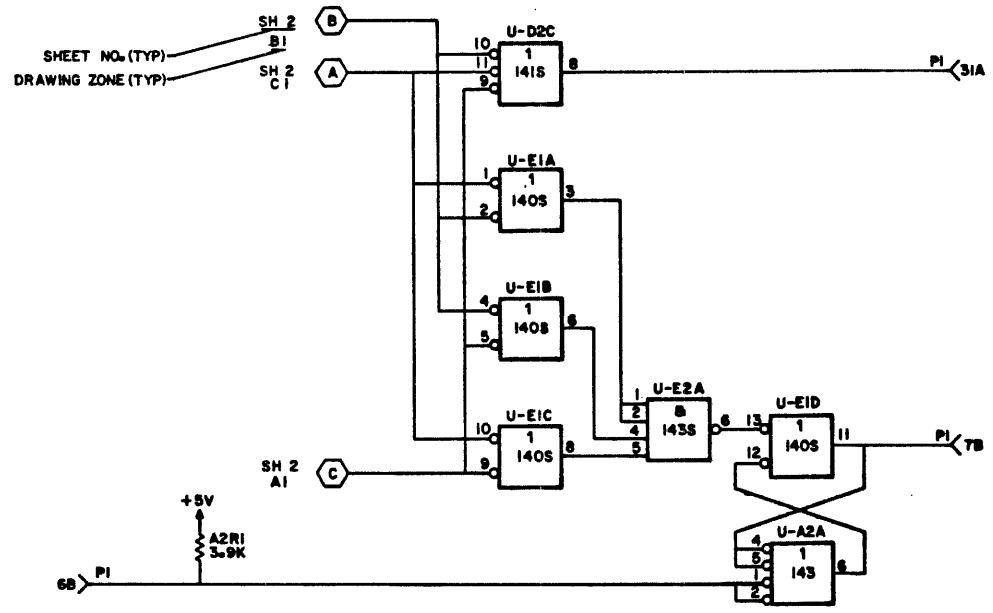 SH 2
B
B1
SHEET NO. (TYP)
DRAWING ZONE (TYP)
SH 2
C1
A
U-D2C
10
11
9
1
141S
8
P1
31A
U-E1A
1
2
1
140S
3
U-E1B
4
5
1
140S
6
U-E2A
1
2
4
5
&
143S
6
U-E1D
13
12
1
140S
11
P1
7B
U-E1C
10
9
1
140S
8
SH 2
A1
C
+5V
A2R1
3.9K
U-A2A
4
5
1
2
1
143
6
6B
P1